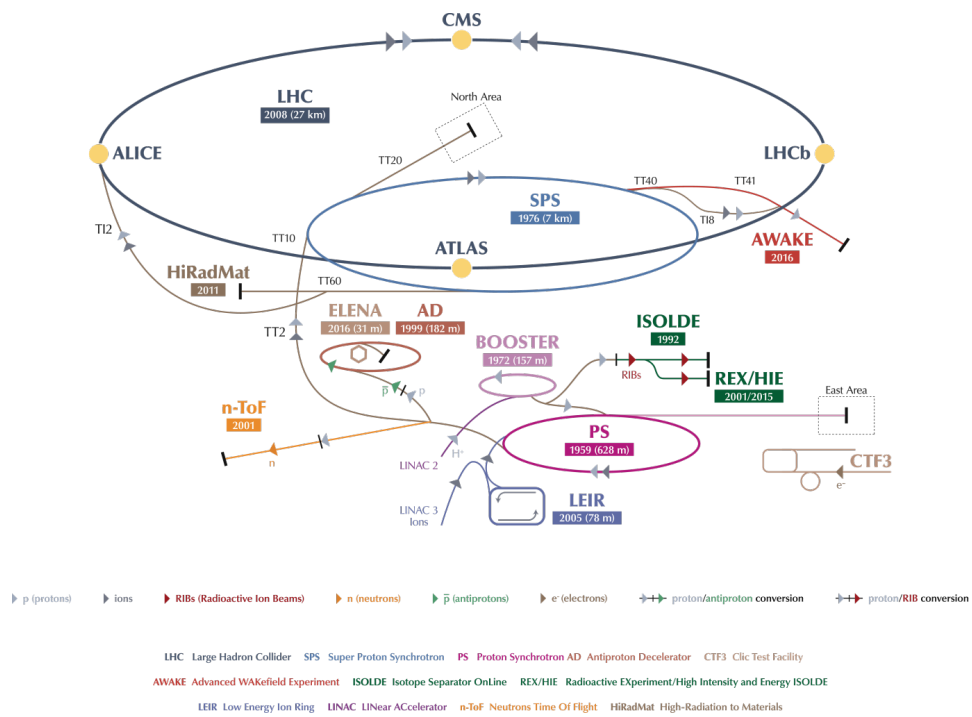 CMS
LHC
2008 (27 km)
North Area
ALICE
LHCb
TT20
TT40
TT41
SPS
1976 (7 km)
TI8
TI2
TT10
ATLAS
AWAKE
2016
HiRadMat
2011
TT60
ELENA
2016 (31 m)
AD
1999 (182 m)
TT2
BOOSTER
1972 (157 m)
ISOLDE
1992
RIBs
REX/HIE
2001/2015
p̅
p
East Area
n-ToF
2001
PS
1959 (628 m)
n
H⁺
LINAC 2
CTF3
e⁻
LEIR
2005 (78 m)
LINAC 3
Ions
p (protons) ions RIBs (Radioactive Ion Beams) n (neutrons) p̅ (antiprotons) e⁻ (electrons) proton/antiproton conversion proton/RIB conversion
LHC Large Hadron Collider SPS Super Proton Synchrotron PS Proton Synchrotron AD Antiproton Decelerator CTF3 Clic Test Facility
AWAKE Advanced WAKefield Experiment ISOLDE Isotope Separator OnLine REX/HIE Radioactive EXperiment/High Intensity and Energy ISOLDE
LEIR Low Energy Ion Ring LINAC LINear ACcelerator n-ToF Neutrons Time Of Flight HiRadMat High-Radiation to Materials